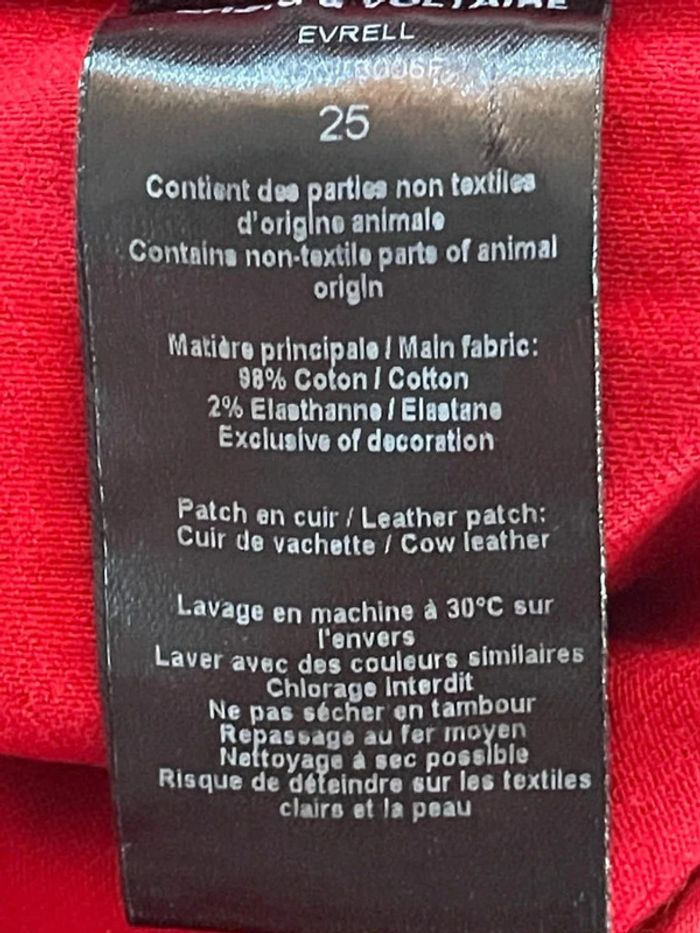 & VOLTAIRE
EVRELL
25
Contient des parties non textiles
d'origine animale
Contains non-textile parts of animal
origin
Matière principale / Main fabric:
98% Coton / Cotton
2% Elasthanne / Elastane
Exclusive of decoration
Patch en cuir / Leather patch:
Cuir de vachette / Cow leather
Lavage en machine à 30°C sur
l'envers
Laver avec des couleurs similaires
Chlorage Interdit
Ne pas sécher en tambour
Repassage au fer moyen
Nettoyage à sec possible
Risque de déteindre sur les textiles
clairs et la peau